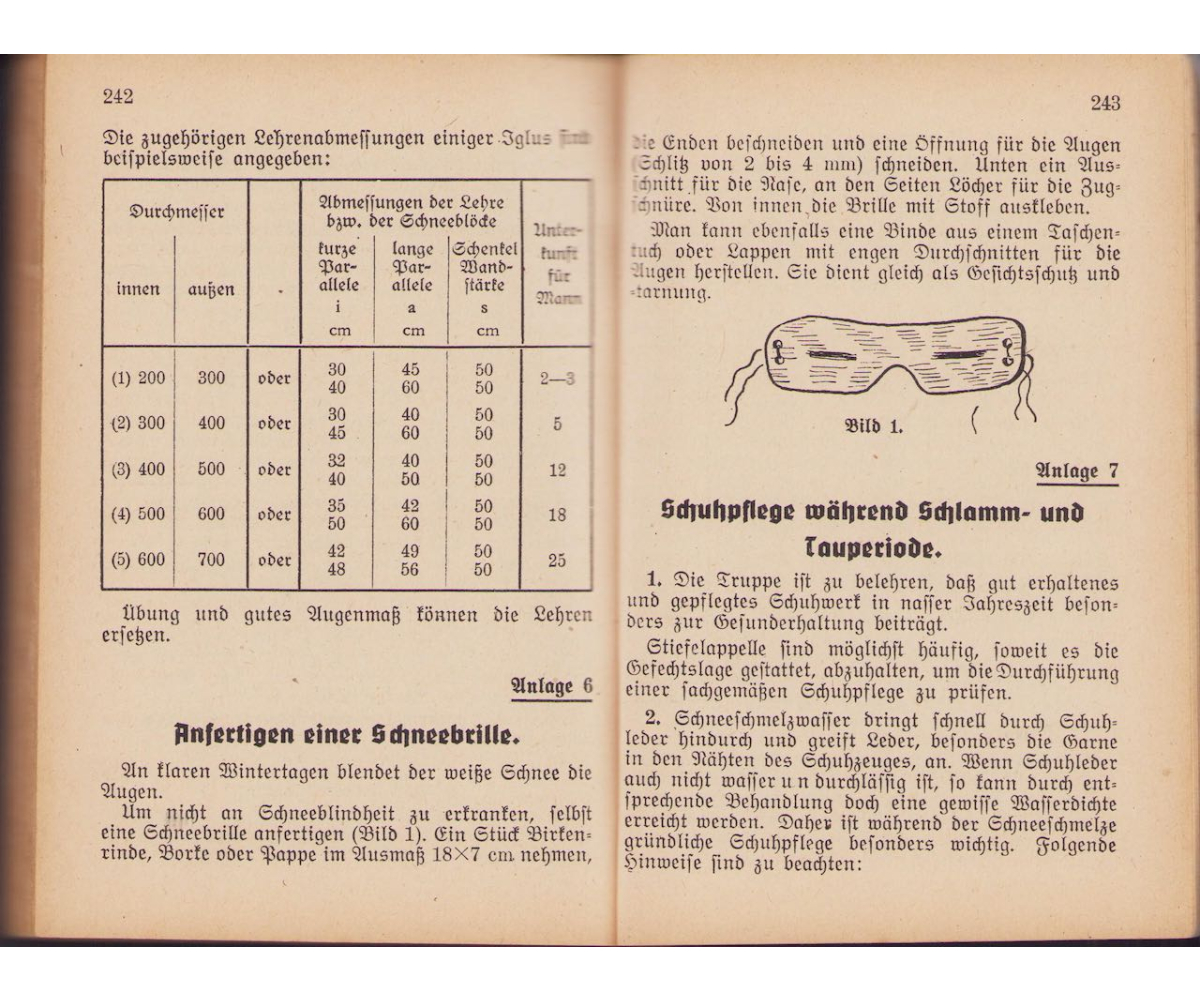 242
Die zugehörigen Lehrenabmessungen einiger Iglus sind
beispielsweise angegeben:
Durchmesser
Abmessungen der Lehre
bzw. der Schneeblöcke
Unter-
kunft
für
Mann
innen
außen
kurze
Par-
allele
i
cm
lange
Par-
allele
a
cm
Schenkel
Wand-
stärke
s
cm
(1) 200 300 oder 30 45 50 2—3
40 60 50
(2) 300 400 oder 30 40 50 5
45 60 50
(3) 400 500 oder 32 40 50 12
40 50 50
(4) 500 600 oder 35 42 50 18
50 60 50
(5) 600 700 oder 42 49 50 25
48 56 50
Übung und gutes Augenmaß können die Lehren
ersetzen.
Anlage 6
Anfertigen einer Schneebrille.
An klaren Wintertagen blendet der weiße Schnee die
Augen.
Um nicht an Schneeblindheit zu erkranken, selbst
eine Schneebrille anfertigen (Bild 1). Ein Stück Birken-
rinde, Borke oder Pappe im Ausmaß 18×7 cm nehmen,
243
die Enden beschneiden und eine Öffnung für die Augen
(Schlitz von 2 bis 4 mm) schneiden. Unten ein Aus-
schnitt für die Nase, an den Seiten Löcher für die Zug-
schnüre. Von innen die Brille mit Stoff auskleben.
Man kann ebenfalls eine Binde aus einem Taschen-
tuch oder Lappen mit engen Durchschnitten für die
Augen herstellen. Sie dient gleich als Gesichtsschutz und
-tarnung.
Bild 1.
Anlage 7
Schuhpflege während Schlamm- und
Tauperiode.
1. Die Truppe ist zu belehren, daß gut erhaltenes
und gepflegtes Schuhwerk in nasser Jahreszeit beson-
ders zur Gesunderhaltung beiträgt.
Stiefelappelle sind möglichst häufig, soweit es die
Gefechtslage gestattet, abzuhalten, um die Durchführung
einer sachgemäßen Schuhpflege zu prüfen.
2. Schneeschmelzwasser dringt schnell durch Schuh-
leder hindurch und greift Leder, besonders die Garne
in den Nähten des Schuhzeuges, an. Wenn Schuhleder
auch nicht wasserundurchlässig ist, so kann durch ent-
sprechende Behandlung doch eine gewisse Wasserdichte
erreicht werden. Daher ist während der Schneeschmelze
gründliche Schuhpflege besonders wichtig. Folgende
Hinweise sind zu beachten: